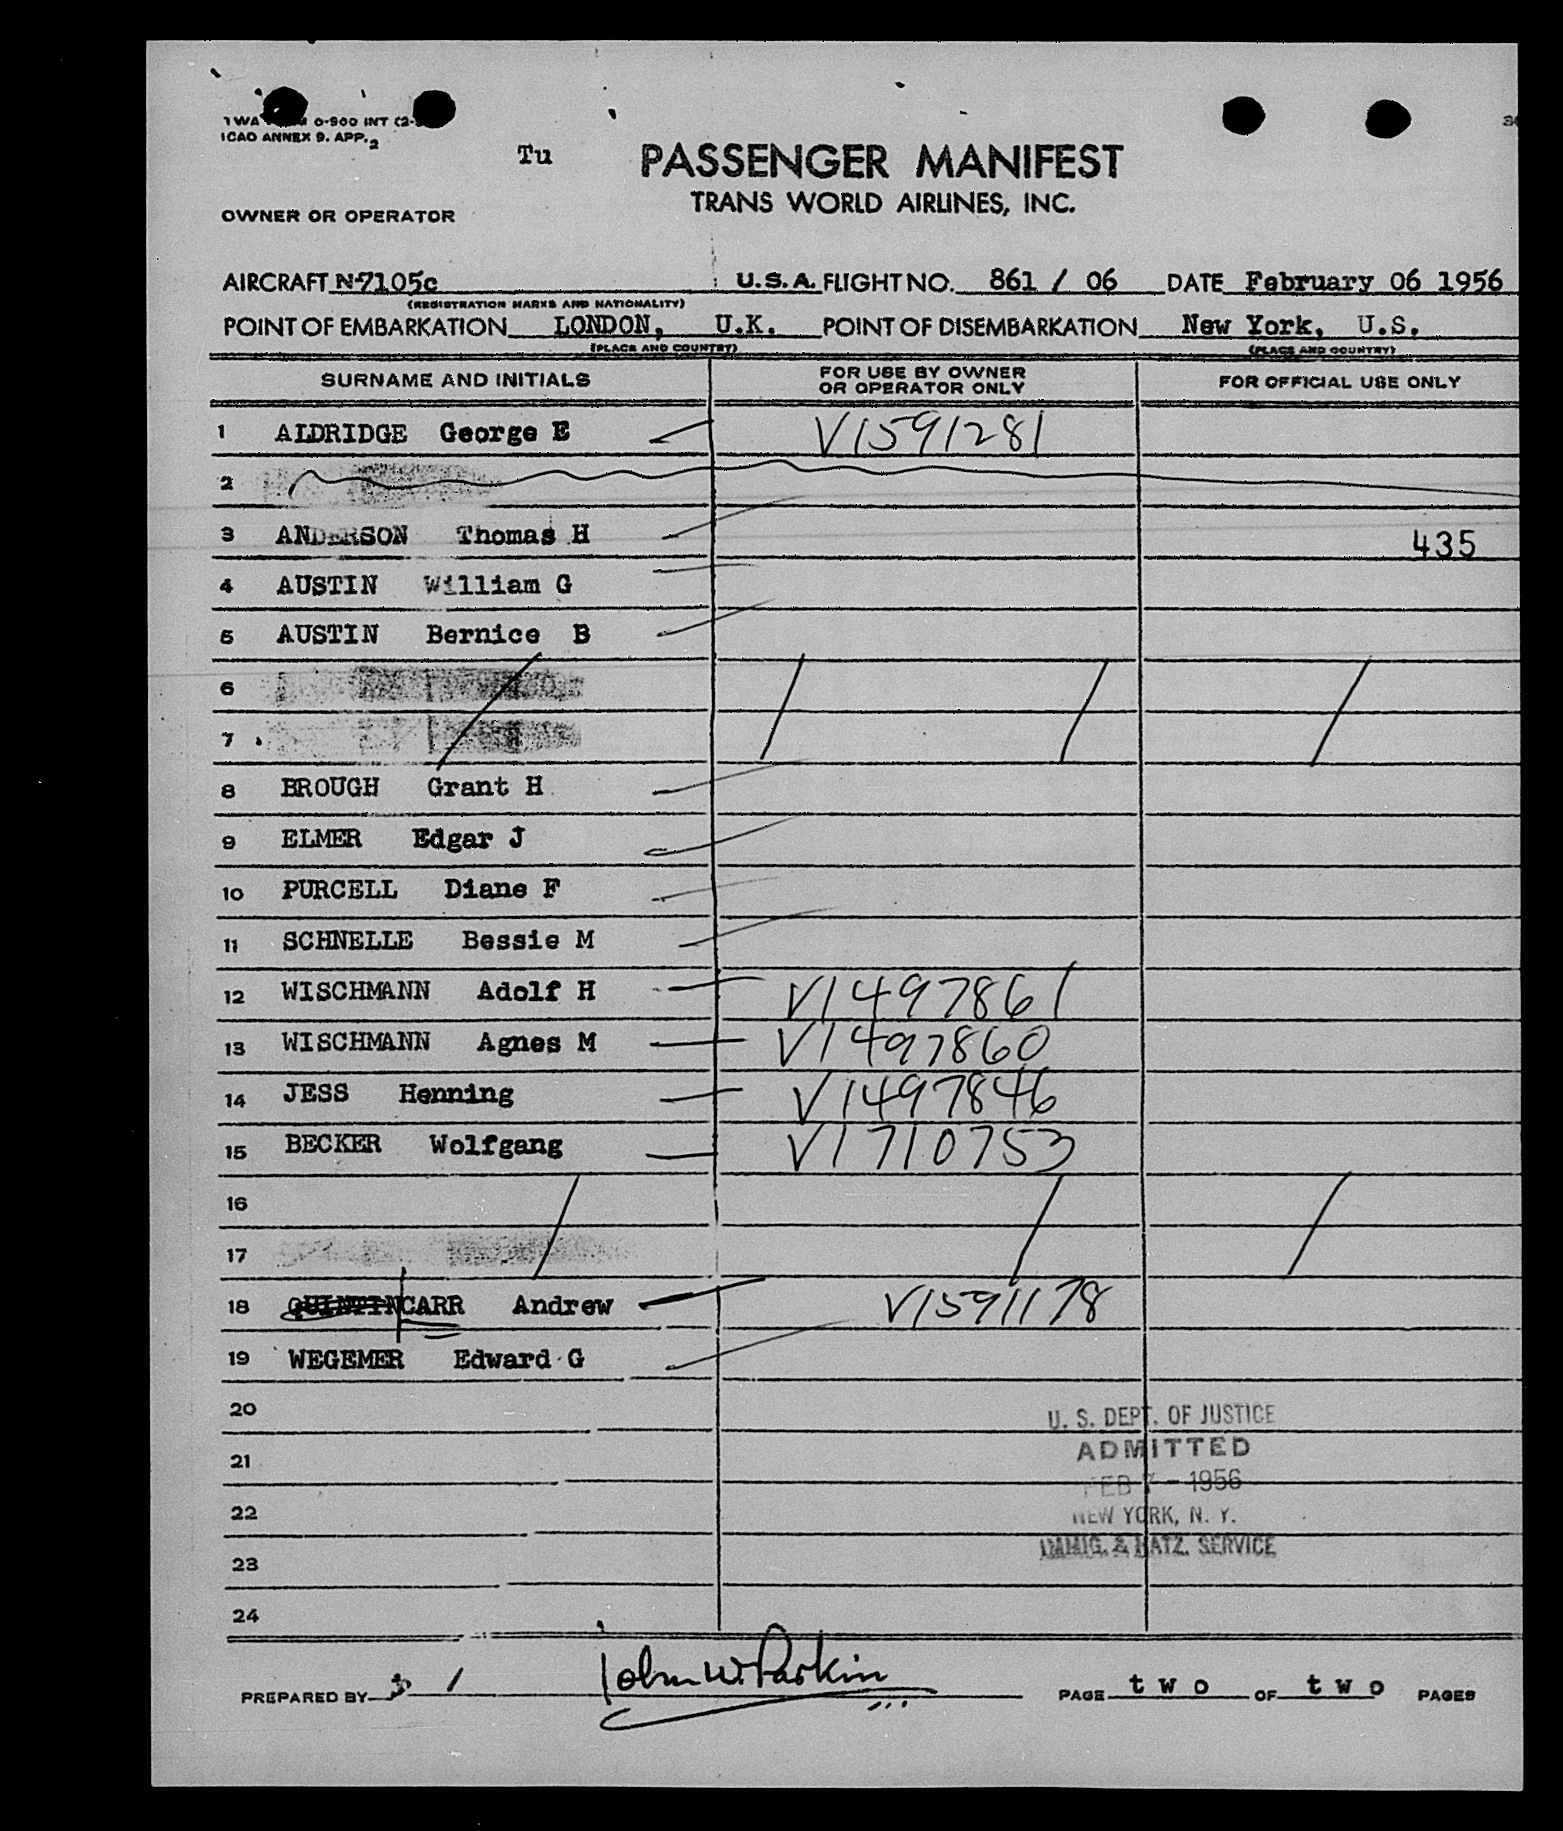 ICAO ANNEX 9. APP. 2
Tu
PASSENGER MANIFEST
TRANS WORLD AIRLINES, INC.
OWNER OR OPERATOR
AIRCRAFT N-7105c U.S.A. FLIGHT NO. 861 / 06 DATE February 06 1956
(REGISTRATION MARKS AND NATIONALITY)
POINT OF EMBARKATION LONDON, U.K. POINT OF DISEMBARKATION New York, U.S.
(PLACE AND COUNTRY) (PLACE AND COUNTRY)
SURNAME AND INITIALS FOR USE BY OWNER OR OPERATOR ONLY FOR OFFICIAL USE ONLY
1 ALDRIDGE George E V1591281
2
3 ANDERSON Thomas H 435
4 AUSTIN William G
5 AUSTIN Bernice B
6
7
8 BROUGH Grant H
9 ELMER Edgar J
10 PURCELL Diane F
11 SCHNELLE Bessie M
12 WISCHMANN Adolf H V1497861
13 WISCHMANN Agnes M V1497860
14 JESS Henning V1497846
15 BECKER Wolfgang V1710753
16
17
18 QUINTIN CARR Andrew V1591178
19 WEGEMER Edward G
20
21
22
23
24
U. S. DEPT. OF JUSTICE
ADMITTED
FEB 7 - 1956
NEW YORK, N. Y.
IMMIG. & NATZ. SERVICE
PREPARED BY John W. Parkin PAGE two OF two PAGES